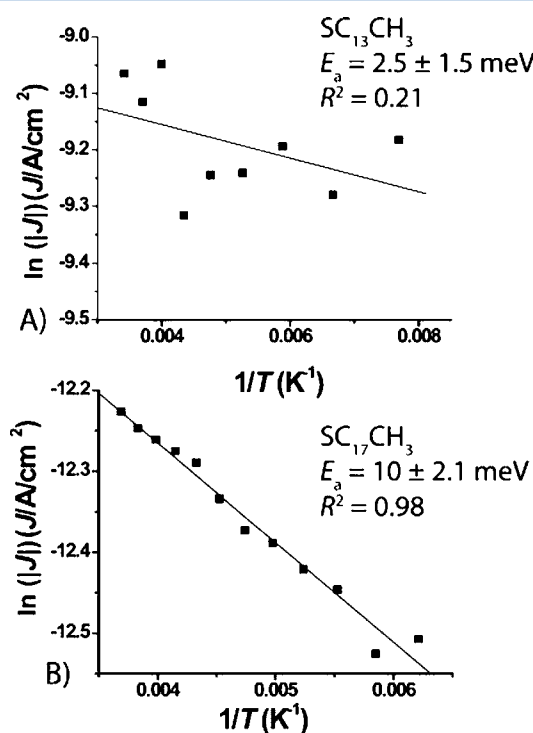 SC₁₃CH₃
Eₐ = 2.5 ± 1.5 meV
R² = 0.21
ln (|J|) (J/A/cm²)
-9.0
-9.1
-9.2
-9.3
-9.4
-9.5
A)
0.004 0.006 0.008
1/T (K⁻¹)
SC₁₇CH₃
Eₐ = 10 ± 2.1 meV
R² = 0.98
ln (|J|) (J/A/cm²)
-12.2
-12.3
-12.4
-12.5
B)
0.004 0.005 0.006
1/T (K⁻¹)